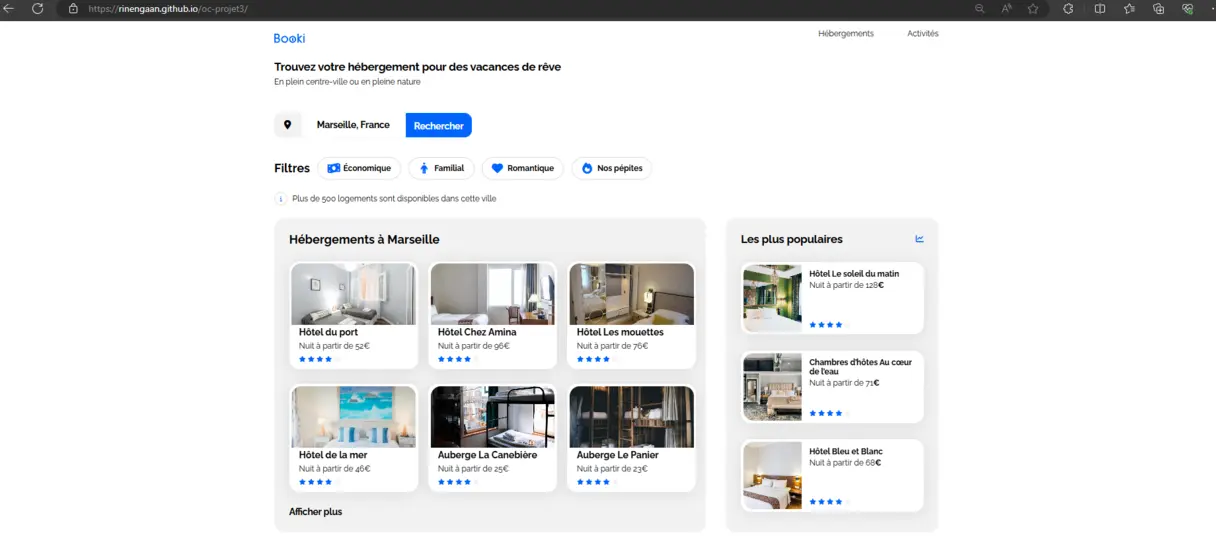 https://rinengaan.github.io/oc-projet3/
Booki
Hébergements
Activités
Trouvez votre hébergement pour des vacances de rêve
En plein centre-ville ou en pleine nature
Marseille, France
Rechercher
Filtres
Économique
Familial
Romantique
Nos pépites
Plus de 500 logements sont disponibles dans cette ville
Hébergements à Marseille
Hôtel du port
Nuit à partir de 52€
Hôtel Chez Amina
Nuit à partir de 96€
Hôtel Les mouettes
Nuit à partir de 76€
Hôtel de la mer
Nuit à partir de 46€
Auberge La Canebière
Nuit à partir de 25€
Auberge Le Panier
Nuit à partir de 23€
Afficher plus
Les plus populaires
Hôtel Le soleil du matin
Nuit à partir de 128€
Chambres d'hôtes Au cœur
de l'eau
Nuit à partir de 71€
Hôtel Bleu et Blanc
Nuit à partir de 68€